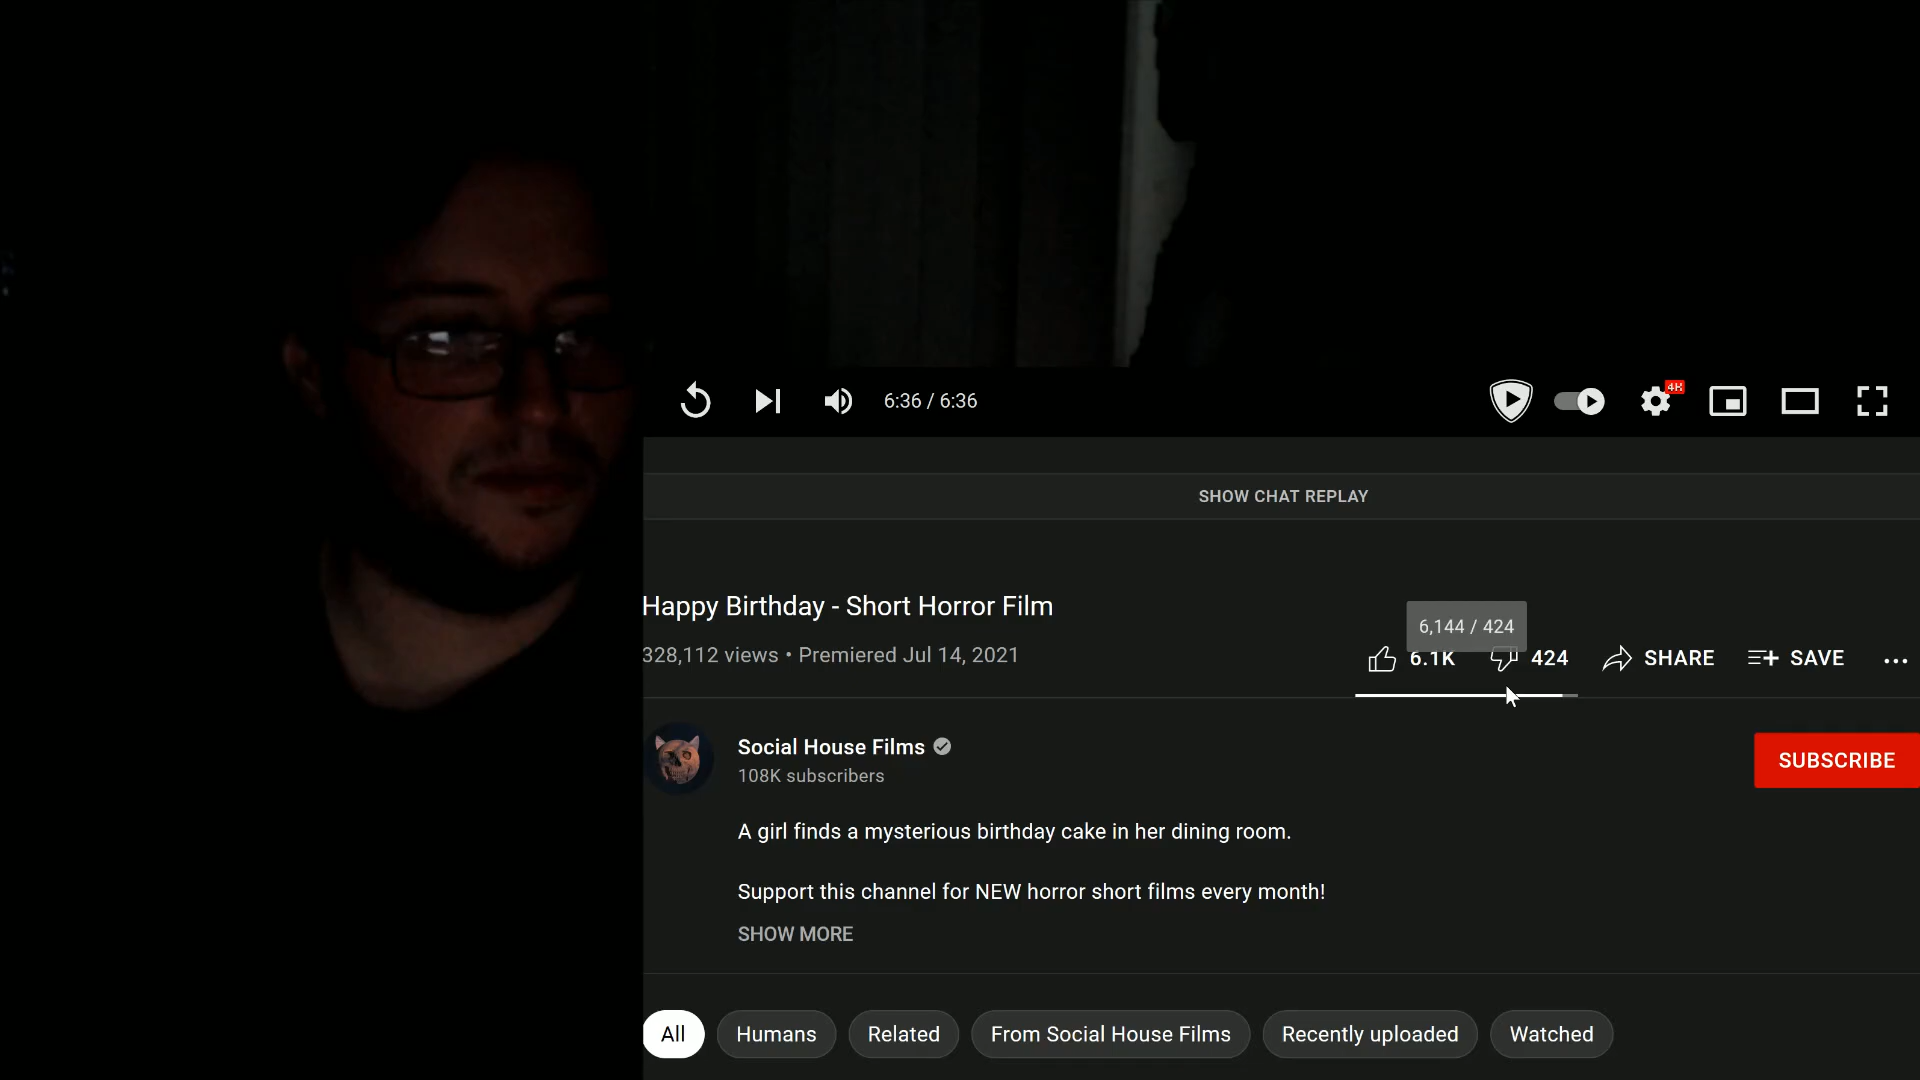 6:36 / 6:36
4K
SHOW CHAT REPLAY
Happy Birthday - Short Horror Film
328,112 views • Premiered Jul 14, 2021
6,144 / 424
6.1K
424
SHARE
SAVE
Social House Films
108K subscribers
SUBSCRIBE
A girl finds a mysterious birthday cake in her dining room.
Support this channel for NEW horror short films every month!
SHOW MORE
All
Humans
Related
From Social House Films
Recently uploaded
Watched